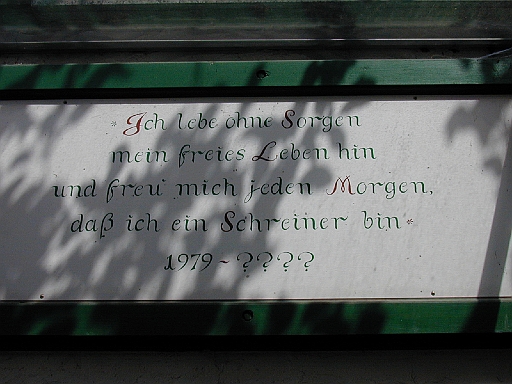 *Ich lebe ohne Sorgen
mein freies Leben hin
und freu' mich jeden Morgen,
daß ich ein Schreiner bin*
1979 - ????